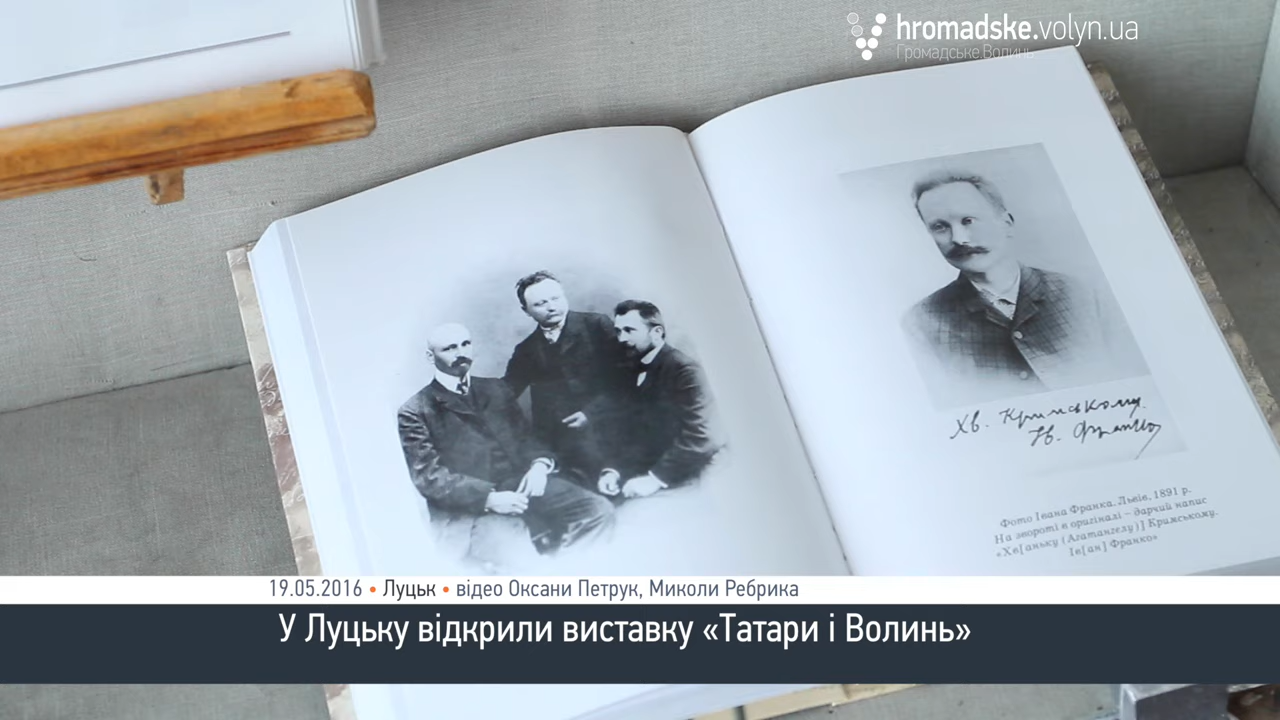 hromadske.volyn.ua
Громадське.Волинь
Хв. Кримському.
Ів. Франко
Фото Івана Франка. Львів, 1891 р.
На звороті в оригіналі – дарчий напис
«Хв[аньку (Агатангелу)] Кримському.
Ів[ан] Франко»
19.05.2016 • Луцьк • відео Оксани Петрук, Миколи Ребрика
У Луцьку відкрили виставку «Татари і Волинь»